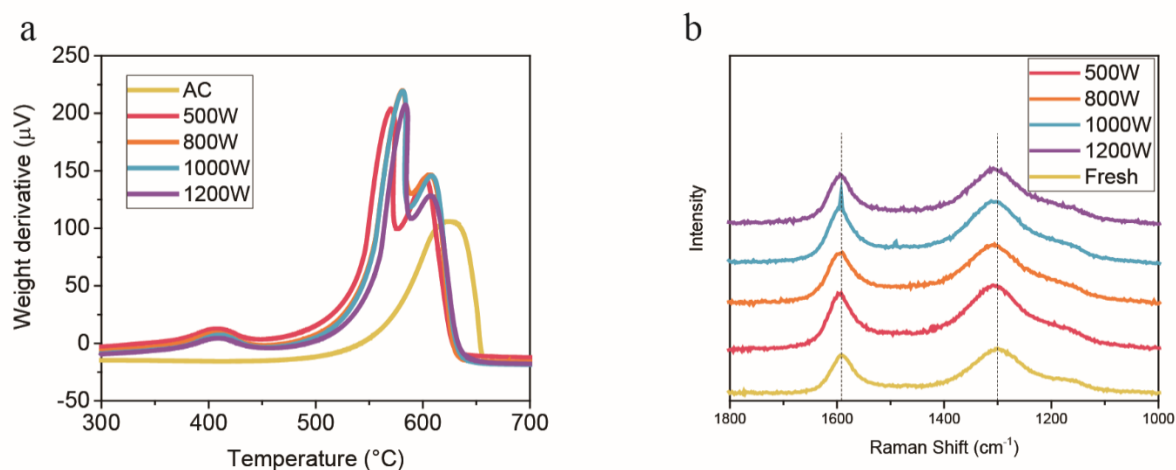 a
250
200
150
100
50
0
-50
Weight derivative (μV)
AC
500W
800W
1000W
1200W
300
400
500
600
700
Temperature (°C)
b
500W
800W
1000W
1200W
Fresh
Intensity
1800
1600
1400
1200
1000
Raman Shift (cm⁻¹)